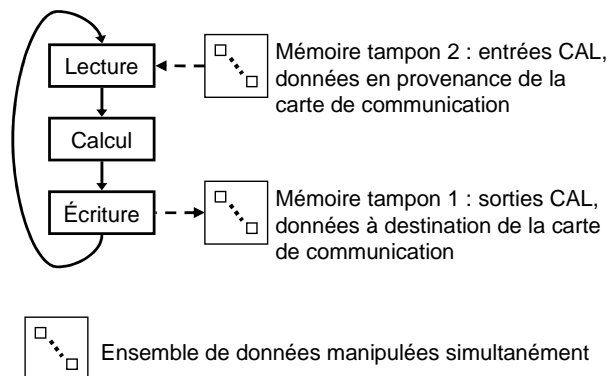 Lecture
Mémoire tampon 2 : entrées CAL,
données en provenance de la
carte de communication
Calcul
Écriture
Mémoire tampon 1 : sorties CAL,
données à destination de la carte
de communication
Ensemble de données manipulées simultanément